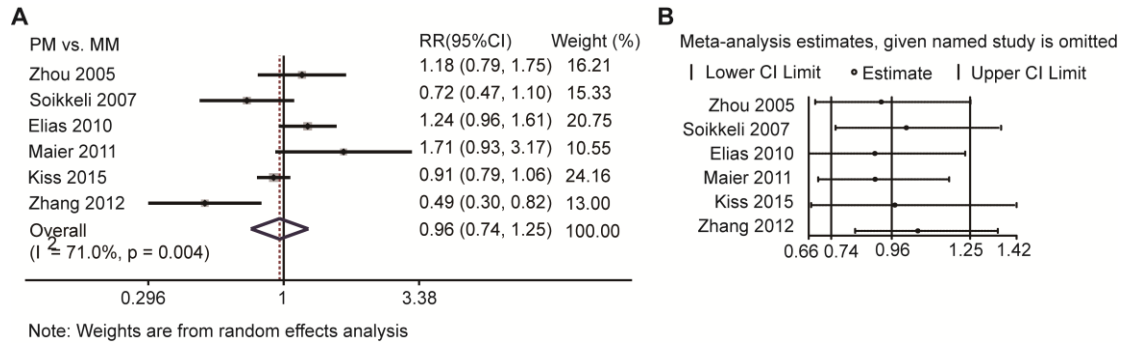 A
PM vs. MM RR(95%CI) Weight (%)
Zhou 2005 1.18 (0.79, 1.75) 16.21
Soikkeli 2007 0.72 (0.47, 1.10) 15.33
Elias 2010 1.24 (0.96, 1.61) 20.75
Maier 2011 1.71 (0.93, 3.17) 10.55
Kiss 2015 0.91 (0.79, 1.06) 24.16
Zhang 2012 0.49 (0.30, 0.82) 13.00
Overall 0.96 (0.74, 1.25) 100.00
(I2 = 71.0%, p = 0.004)
0.296 1 3.38
Note: Weights are from random effects analysis
B
Meta-analysis estimates, given named study is omitted
| Lower CI Limit ○ Estimate | Upper CI Limit
Zhou 2005
Soikkeli 2007
Elias 2010
Maier 2011
Kiss 2015
Zhang 2012
0.66 0.74 0.96 1.25 1.42